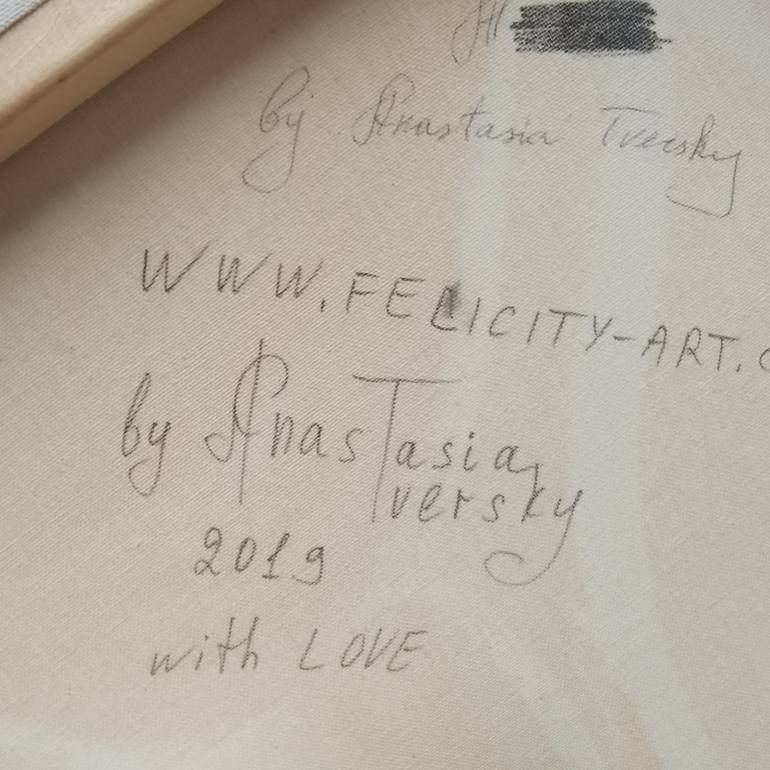 by Anastasia Tversky
WWW.FELICITY-ART.
by Anastasia
Tversky
2019
with LOVE